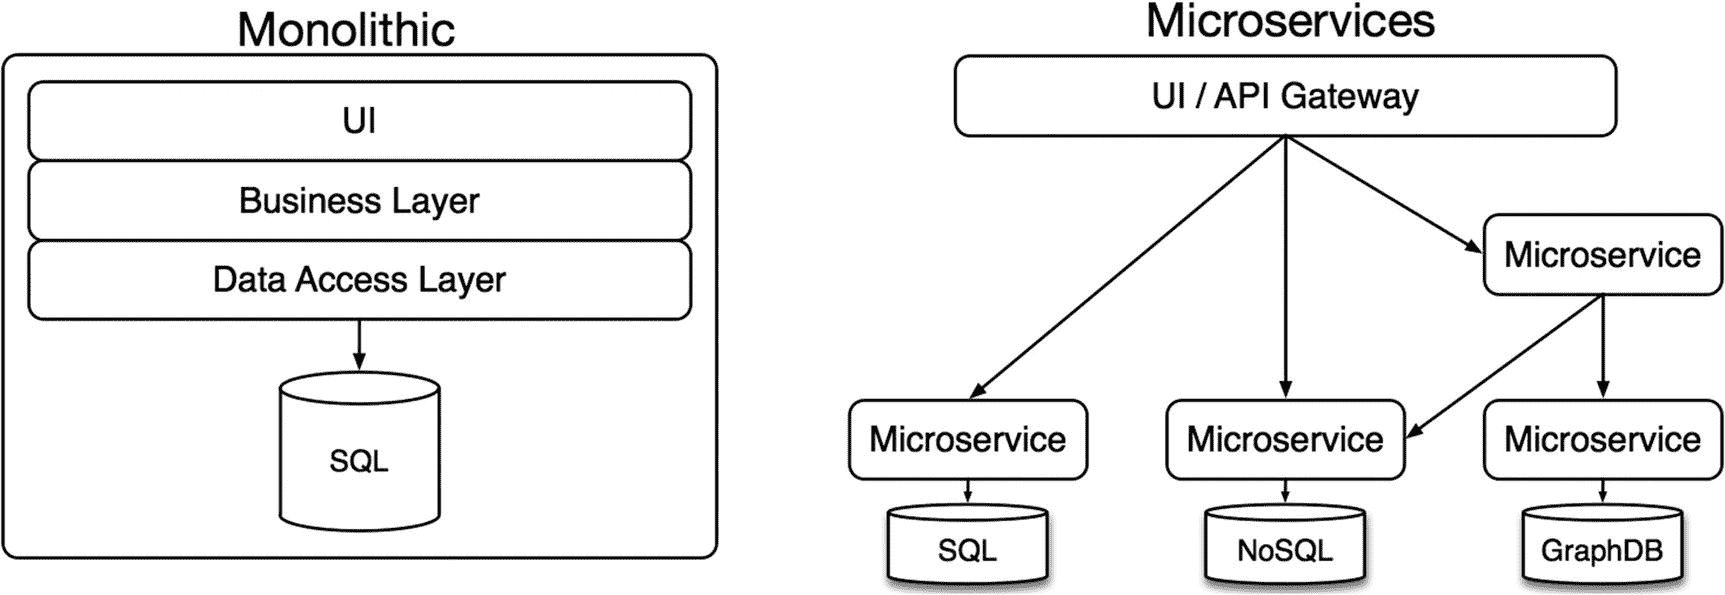 Monolithic
UI
Business Layer
Data Access Layer
SQL
Microservices
UI / API Gateway
Microservice
Microservice
Microservice
Microservice
SQL
NoSQL
GraphDB